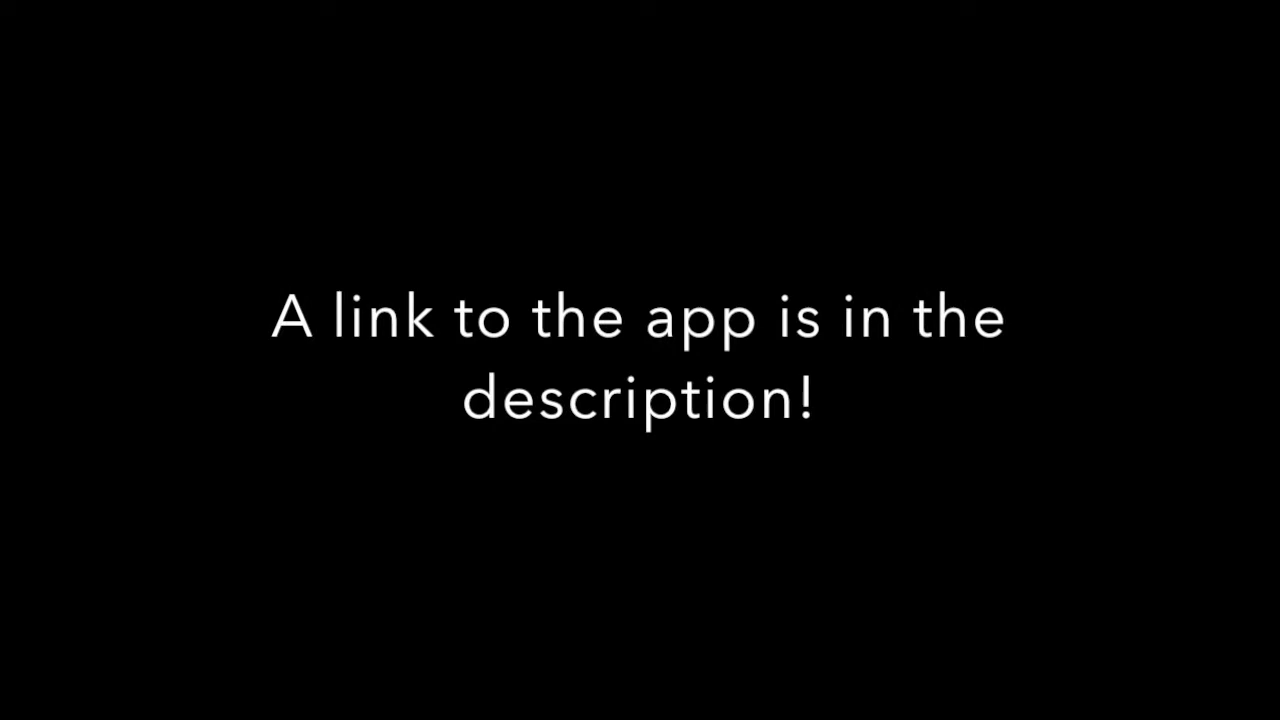 A link to the app is in the
description!